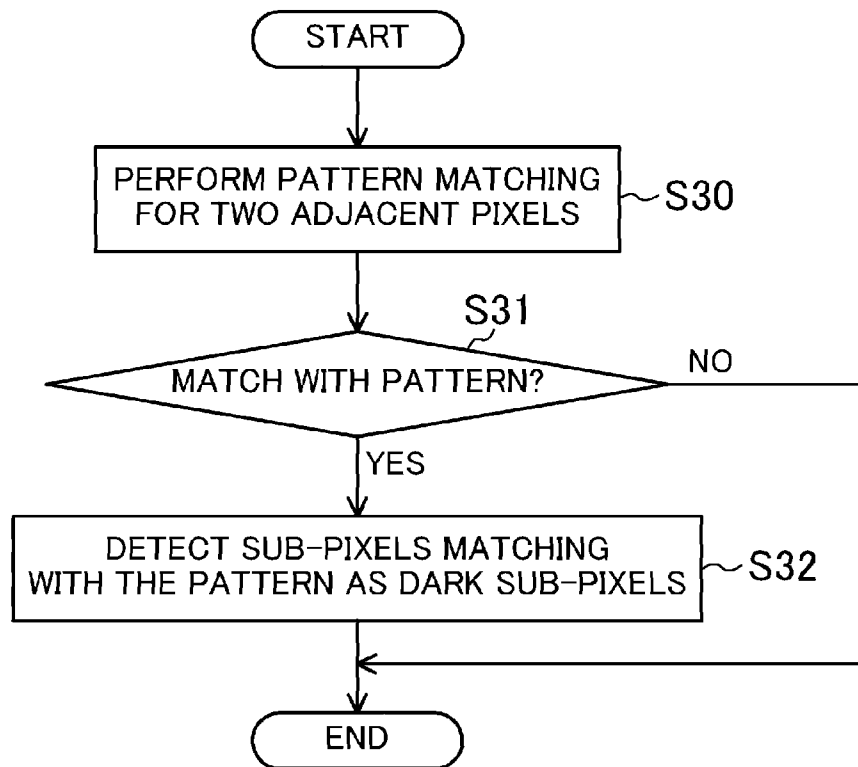 START
PERFORM PATTERN MATCHING
FOR TWO ADJACENT PIXELS
S30
S31
MATCH WITH PATTERN?
NO
YES
DETECT SUB-PIXELS MATCHING
WITH THE PATTERN AS DARK SUB-PIXELS
S32
END